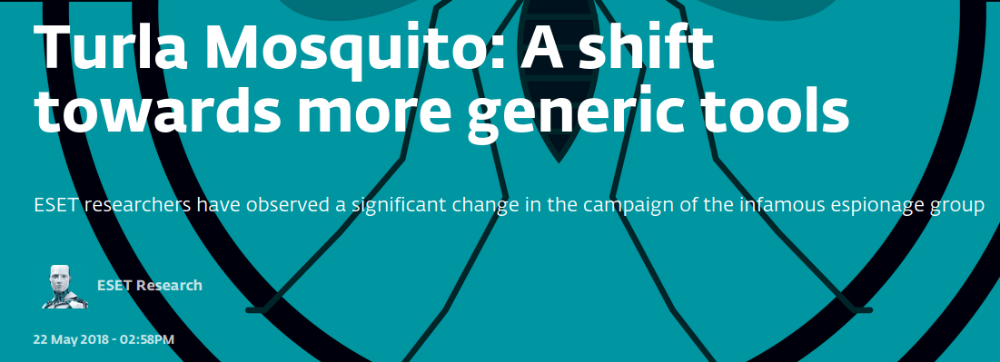 Turla Mosquito: A shift
towards more generic tools
ESET researchers have observed a significant change in the campaign of the infamous espionage group
ESET Research
22 May 2018 - 02:58PM